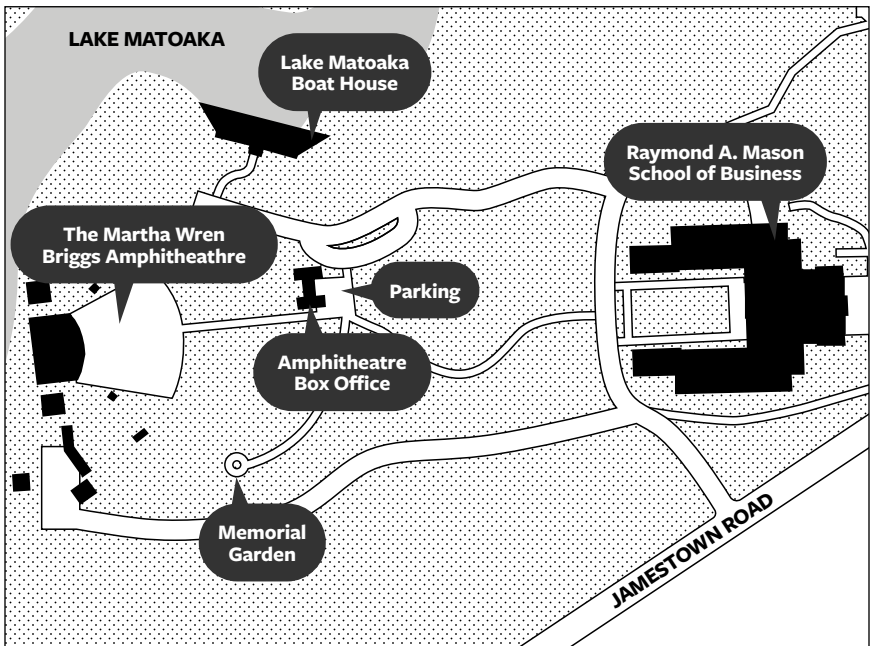 LAKE MATOAKA
Lake Matoaka
Boat House
Raymond A. Mason
School of Business
The Martha Wren
Briggs Amphitheathre
Parking
Amphitheatre
Box Office
Memorial
Garden
JAMESTOWN ROAD